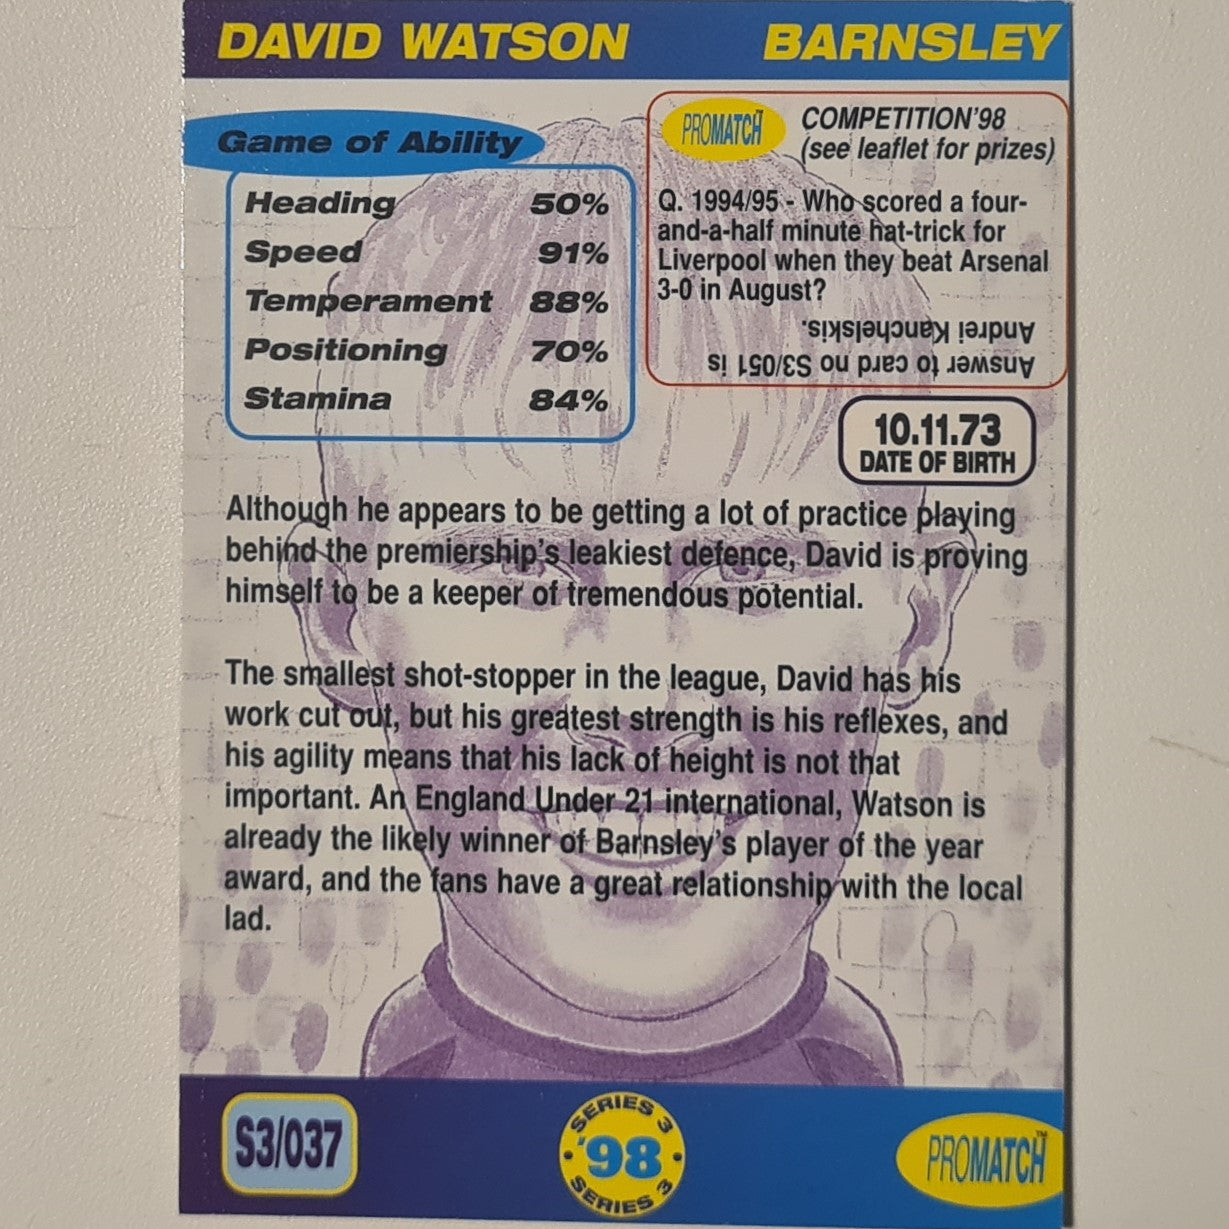 DAVID WATSON BARNSLEY
Game of Ability
Heading 50%
Speed 91%
Temperament 88%
Positioning 70%
Stamina 84%
PROMATCH™
COMPETITION'98
(see leaflet for prizes)
Q. 1994/95 - Who scored a four-
and-a-half minute hat-trick for
Liverpool when they beat Arsenal
3-0 in August?
Answer to card no S3/051 is
Andrei Kanchelskis.
10.11.73
DATE OF BIRTH
Although he appears to be getting a lot of practice playing
behind the premiership's leakiest defence, David is proving
himself to be a keeper of tremendous potential.
The smallest shot-stopper in the league, David has his
work cut out, but his greatest strength is his reflexes, and
his agility means that his lack of height is not that
important. An England Under 21 international, Watson is
already the likely winner of Barnsley's player of the year
award, and the fans have a great relationship with the local
lad.
S3/037
SERIES 3
'98
SERIES 3
PROMATCH™